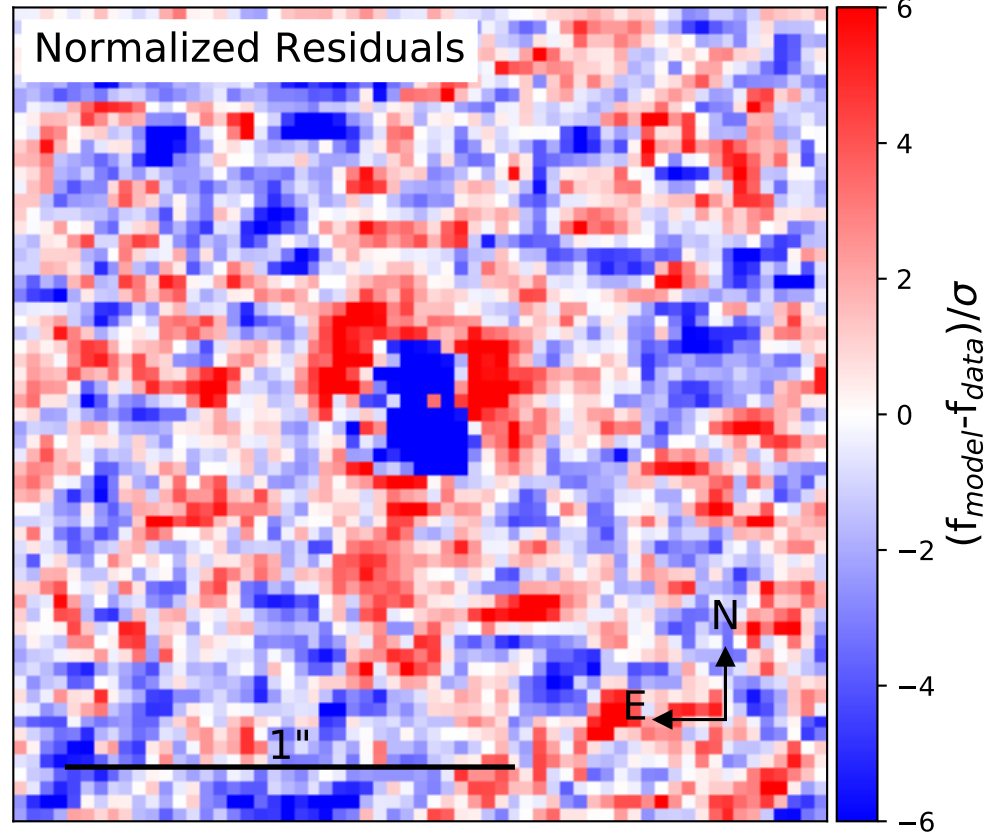 Normalized Residuals
6
4
2
0
−2
−4
−6
(f_model-f_data)/σ
N
E
1"